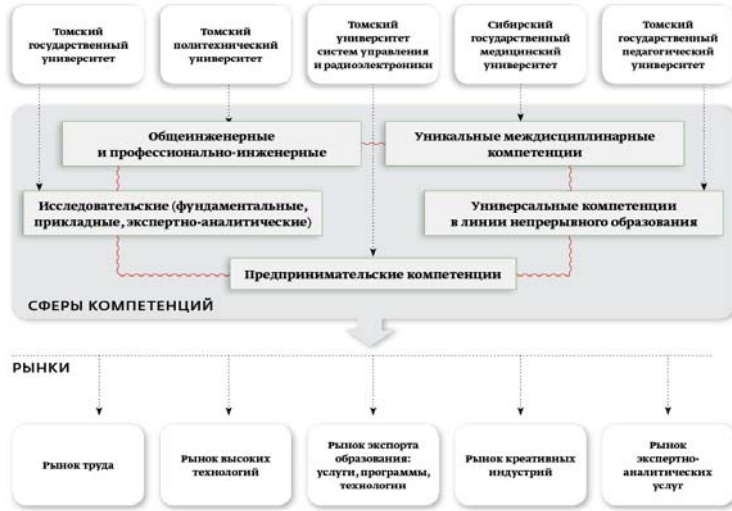 Томский
государственный
университет
Томский
политехнический
университет
Томский
университет
систем управления
и радиоэлектроники
Сибирский
государственный
медицинский
университет
Томский
государственный
педагогический
университет
Общеинженерные
и профессионально-инженерные
Уникальные междисциплинарные
компетенции
Исследовательские (фундаментальные,
прикладные, экспертно-аналитические)
Универсальные компетенции
в линии непрерывного образования
Предпринимательские компетенции
СФЕРЫ КОМПЕТЕНЦИЙ
РЫНКИ
Рынок труда
Рынок высоких
технологий
Рынок экспорта
образования:
услуги, программы,
технологии
Рынок креативных
индустрий
Рынок
экспертно-
аналитических
услуг